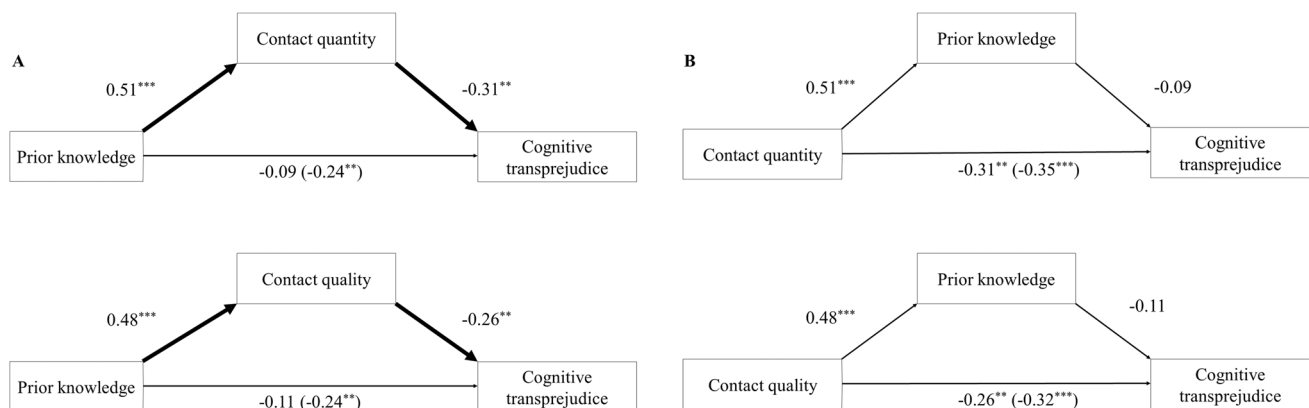 A
Contact quantity
0.51***
-0.31**
Prior knowledge
Cognitive
transprejudice
-0.09 (-0.24**)
Contact quality
0.48***
-0.26**
Prior knowledge
Cognitive
transprejudice
-0.11 (-0.24**)
B
Prior knowledge
0.51***
-0.09
Contact quantity
Cognitive
transprejudice
-0.31** (-0.35***)
Prior knowledge
0.48***
-0.11
Contact quality
Cognitive
transprejudice
-0.26** (-0.32***)